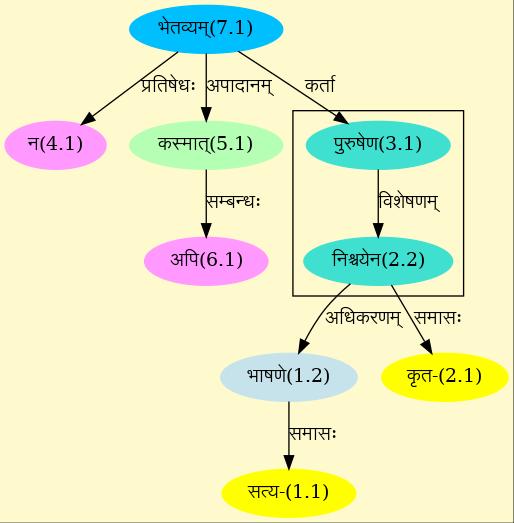 भेतव्यम्(7.1)
प्रतिषेधः अपादानम् कर्ता
न(4.1) कस्मात्(5.1) पुरुषेण(3.1)
सम्बन्धः विशेषणम्
अपि(6.1) निश्चयेन(2.2)
अधिकरणम् समासः
भाषणे(1.2) कृत-(2.1)
समासः
सत्य-(1.1)